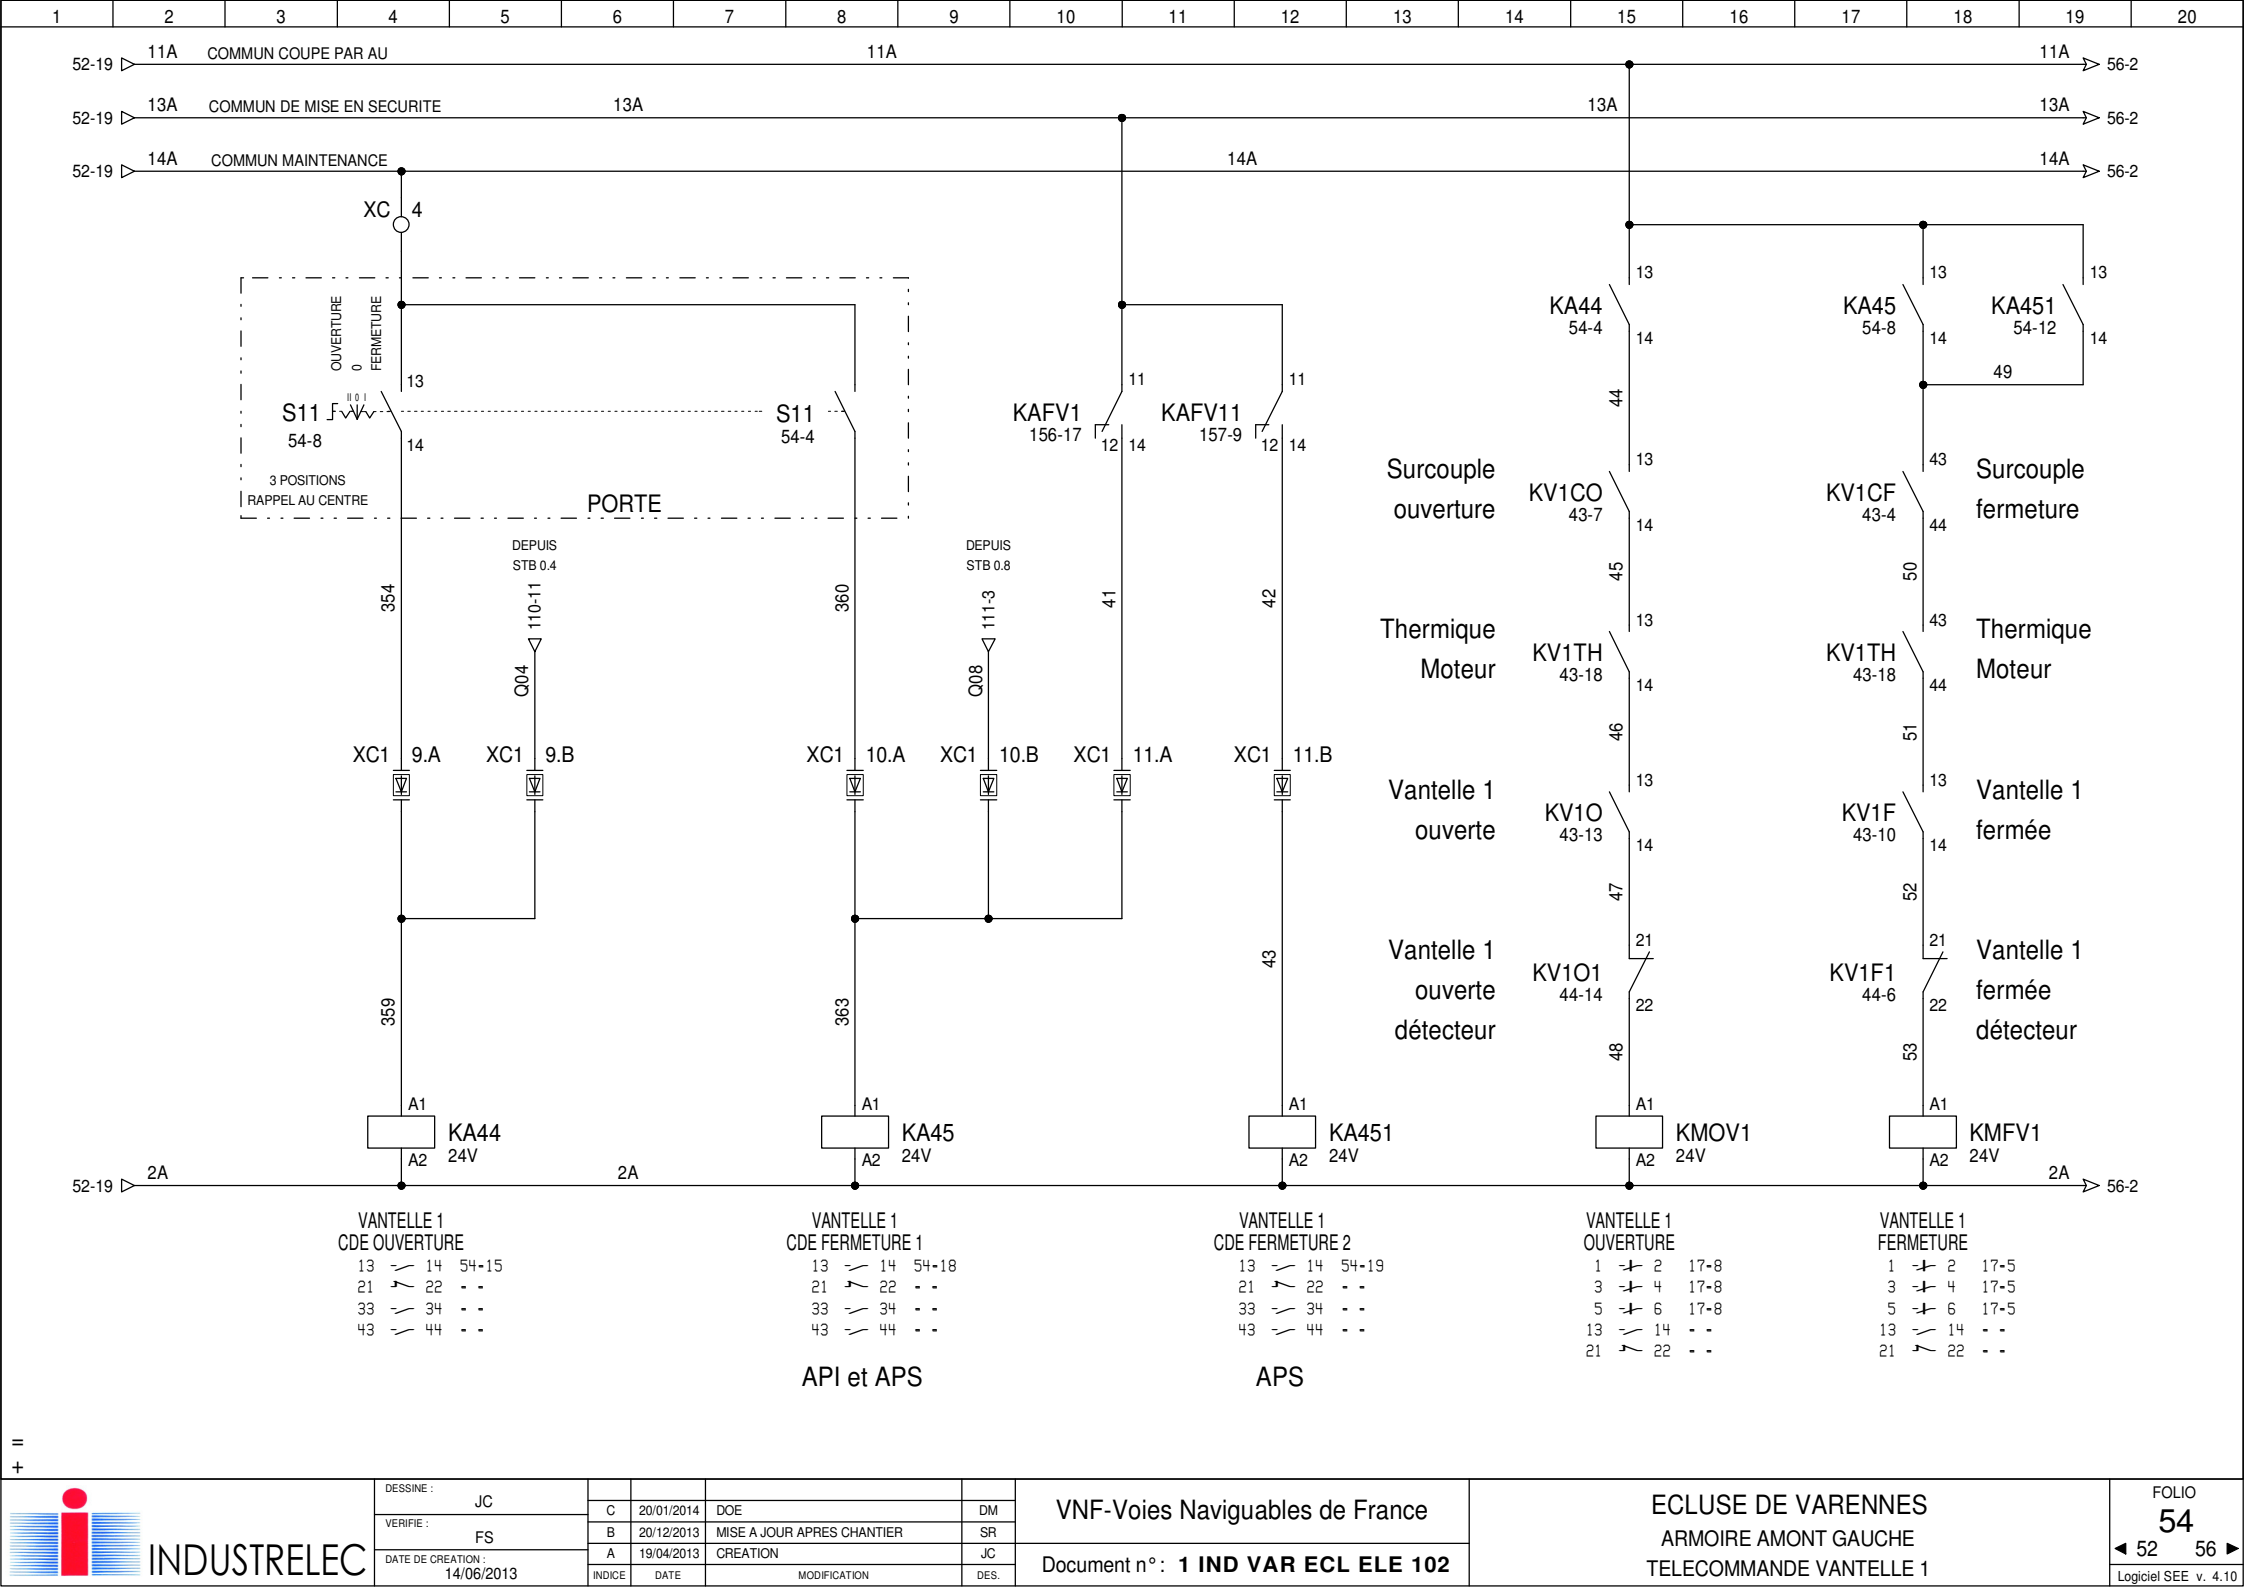 1 2 3 4 5 6 7 8 9 10 11 12 13 14 15 16 17 18 19 20
52-19 11A COMMUN COUPE PAR AU 11A 11A 56-2
52-19 13A COMMUN DE MISE EN SECURITE 13A 13A 13A 56-2
52-19 14A COMMUN MAINTENANCE 14A 14A 56-2
XC 4
OUVERTURE
0
FERMETURE
13
II 0 I
S11
54-8
14
3 POSITIONS
RAPPEL AU CENTRE
PORTE
S11
54-4
11
KAFV1
156-17
12 14
11
KAFV11
157-9
12 14
13
KA44
54-4
14
13
KA45
54-8
14
13
KA451
54-12
14
44
49
Surcouple
ouverture
13
KV1CO
43-7
14
43
KV1CF
43-4
44
Surcouple
fermeture
DEPUIS
STB 0.4
110-11
Q04
DEPUIS
STB 0.8
111-3
Q08
354
360
41
42
45
50
Thermique
Moteur
13
KV1TH
43-18
14
43
KV1TH
43-18
44
Thermique
Moteur
46
51
XC1 9.A
XC1 9.B
XC1 10.A
XC1 10.B
XC1 11.A
XC1 11.B
Vantelle 1
ouverte
13
KV1O
43-13
14
13
KV1F
43-10
14
Vantelle 1
fermée
47
52
Vantelle 1
ouverte
détecteur
21
KV1O1
44-14
22
21
KV1F1
44-6
22
Vantelle 1
fermée
détecteur
359
363
43
48
53
A1
KA44
A2 24V
A1
KA45
A2 24V
A1
KA451
A2 24V
A1
KMOV1
A2 24V
A1
KMFV1
A2 24V
52-19 2A 2A 2A 56-2
VANTELLE 1
CDE OUVERTURE
13 14 54-15
21 22 - -
33 34 - -
43 44 - -
VANTELLE 1
CDE FERMETURE 1
13 14 54-18
21 22 - -
33 34 - -
43 44 - -
API et APS
VANTELLE 1
CDE FERMETURE 2
13 14 54-19
21 22 - -
33 34 - -
43 44 - -
APS
VANTELLE 1
OUVERTURE
1 2 17-8
3 4 17-8
5 6 17-8
13 14 - -
21 22 - -
VANTELLE 1
FERMETURE
1 2 17-5
3 4 17-5
5 6 17-5
13 14 - -
21 22 - -
=
+
INDUSTRELEC
DESSINE :
JC
VERIFIE :
FS
DATE DE CREATION :
14/06/2013
C 20/01/2014 DOE DM
B 20/12/2013 MISE A JOUR APRES CHANTIER SR
A 19/04/2013 CREATION JC
INDICE DATE MODIFICATION DES.
VNF-Voies Naviguables de France
Document n° : 1 IND VAR ECL ELE 102
ECLUSE DE VARENNES
ARMOIRE AMONT GAUCHE
TELECOMMANDE VANTELLE 1
FOLIO
54
52 56
Logiciel SEE v. 4.10